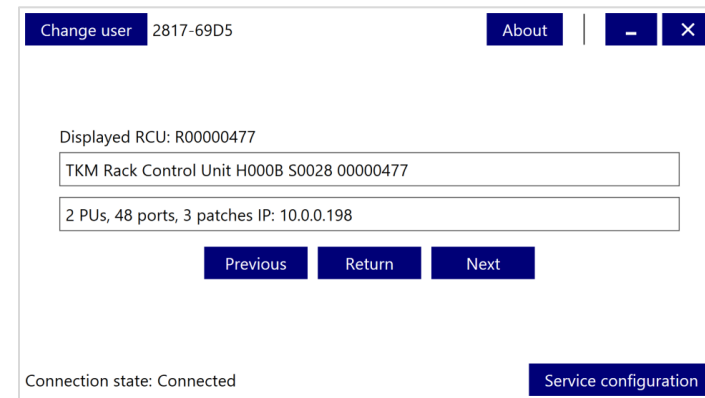 Change user 2817-69D5 About
Displayed RCU: R00000477
TKM Rack Control Unit H000B S0028 00000477
2 PUs, 48 ports, 3 patches IP: 10.0.0.198
Previous Return Next
Connection state: Connected Service configuration